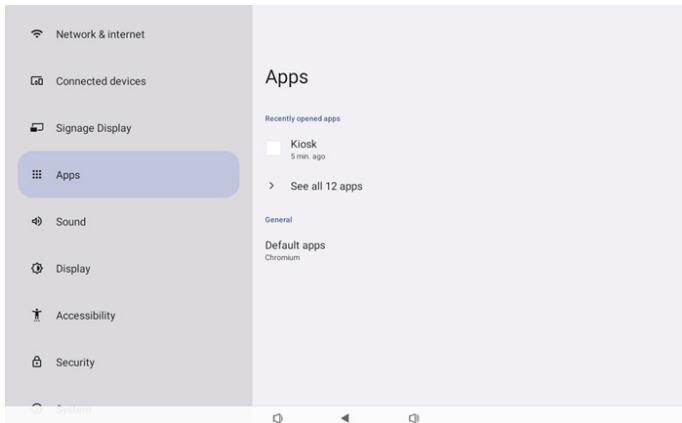 Network & internet
Connected devices
Signage Display
Apps
Sound
Display
Accessibility
Security
System
Apps
Recently opened apps
Kiosk
5 min. ago
See all 12 apps
General
Default apps
Chromium